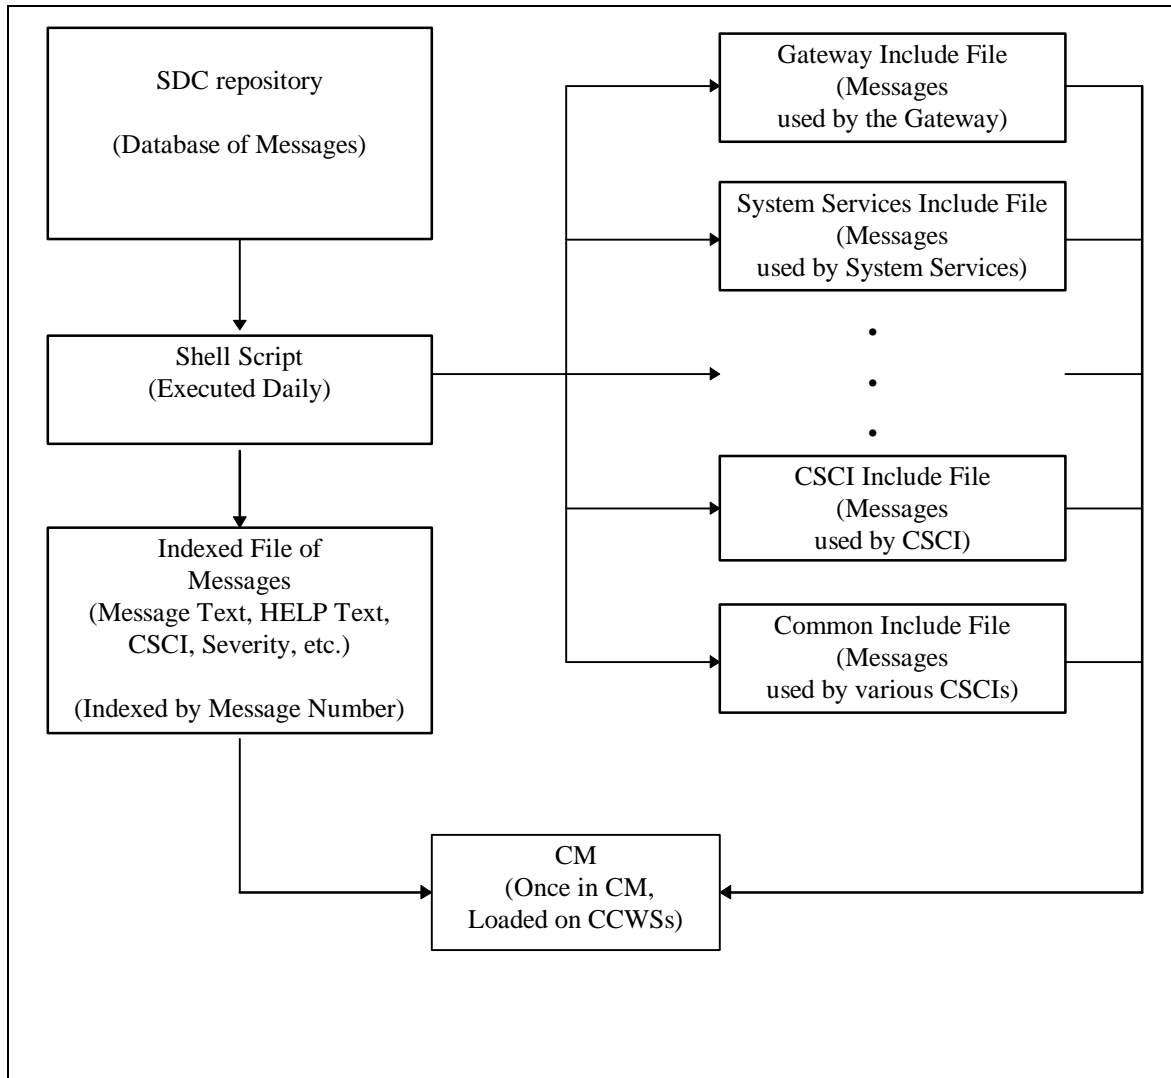 SDC repository
(Database of Messages)
Shell Script
(Executed Daily)
Indexed File of
Messages
(Message Text, HELP Text,
CSCI, Severity, etc.)
(Indexed by Message Number)
Gateway Include File
(Messages
used by the Gateway)
System Services Include File
(Messages
used by System Services)
CSCI Include File
(Messages
used by CSCI)
Common Include File
(Messages
used by various CSCIs)
CM
(Once in CM,
Loaded on CCWSs)